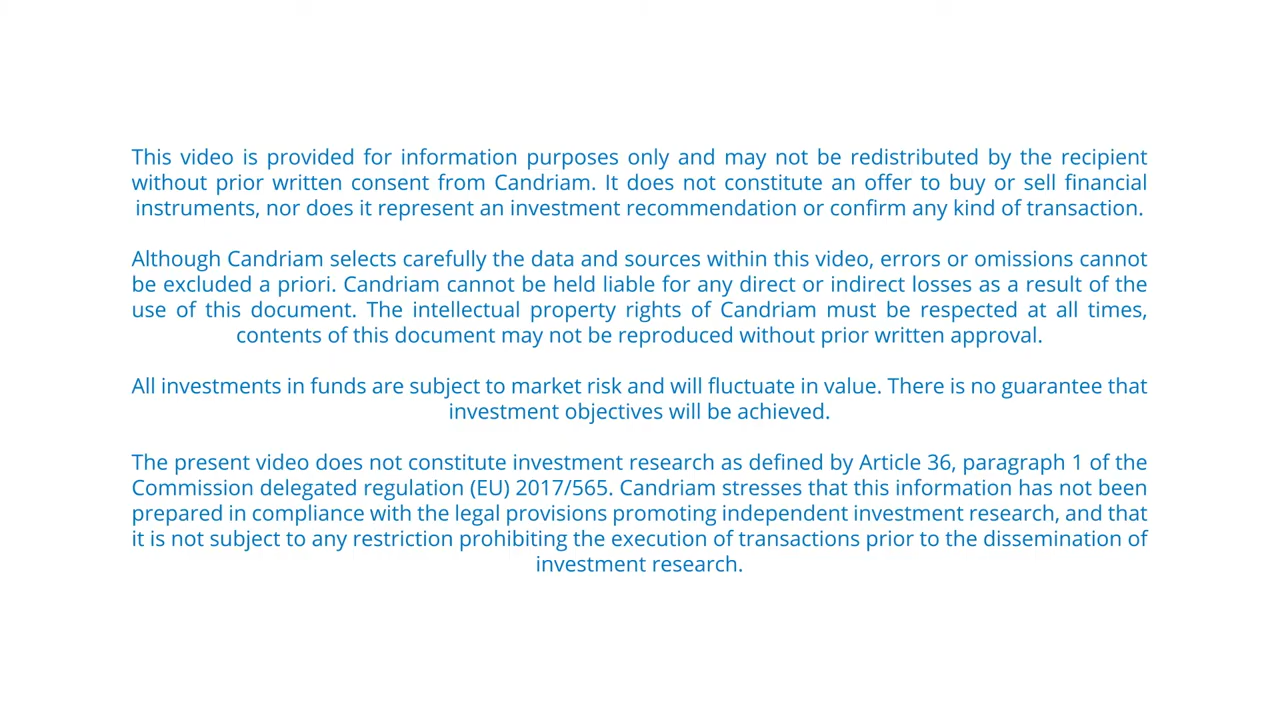 This video is provided for information purposes only and may not be redistributed by the recipient
without prior written consent from Candriam. It does not constitute an offer to buy or sell financial
instruments, nor does it represent an investment recommendation or confirm any kind of transaction.
Although Candriam selects carefully the data and sources within this video, errors or omissions cannot
be excluded a priori. Candriam cannot be held liable for any direct or indirect losses as a result of the
use of this document. The intellectual property rights of Candriam must be respected at all times,
contents of this document may not be reproduced without prior written approval.
All investments in funds are subject to market risk and will fluctuate in value. There is no guarantee that
investment objectives will be achieved.
The present video does not constitute investment research as defined by Article 36, paragraph 1 of the
Commission delegated regulation (EU) 2017/565. Candriam stresses that this information has not been
prepared in compliance with the legal provisions promoting independent investment research, and that
it is not subject to any restriction prohibiting the execution of transactions prior to the dissemination of
investment research.